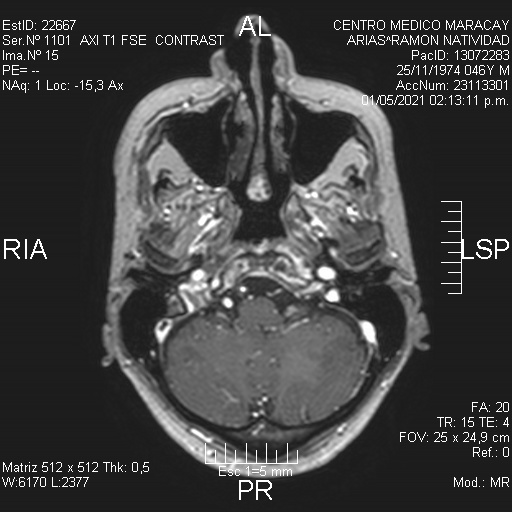 EstID: 22667
Ser.Nº 1101 AXI T1 FSE CONTRAST
Ima.Nº 15
PE= --
NAq: 1 Loc: -15,3 Ax
AL
CENTRO MEDICO MARACAY
ARIAS^RAMON NATIVIDAD
PacID: 13072283
25/11/1974 046Y M
AccNum: 23113301
01/05/2021 02:13:11 p.m.
RIA
LSP
FA: 20
TR: 15 TE: 4
FOV: 25 x 24,9 cm
Ref.: 0
Matriz 512 x 512 Thk: 0,5
W:6170 L:2377
Esc 1=5 mm
PR
Mod.: MR